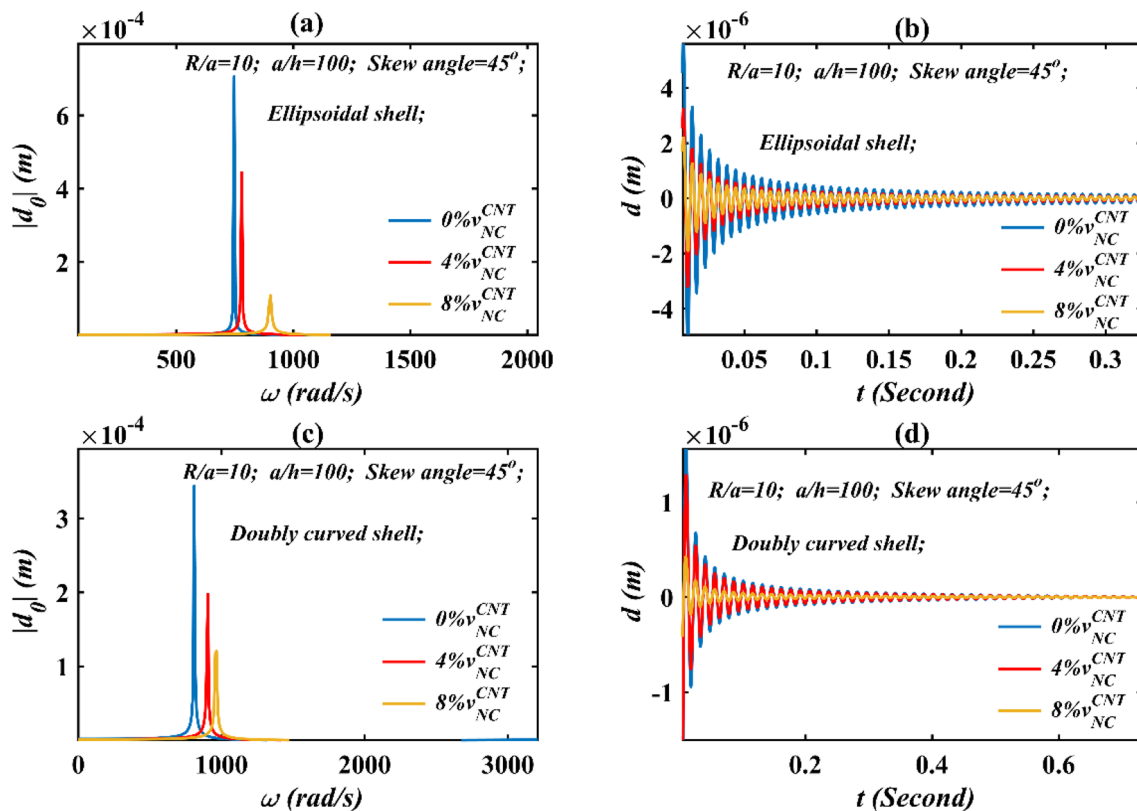 ×10⁻⁴
(a)
R/a=10; a/h=100; Skew angle=45º;
Ellipsoidal shell;
6
4
2
|d₀| (m)
0%v_NC^CNT
4%v_NC^CNT
8%v_NC^CNT
500
1000
1500
2000
ω (rad/s)
×10⁻⁶
(b)
R/a=10; a/h=100; Skew angle=45º;
Ellipsoidal shell;
4
2
0
-2
-4
d (m)
0%v_NC^CNT
4%v_NC^CNT
8%v_NC^CNT
0.05
0.1
0.15
0.2
0.25
0.3
t (Second)
×10⁻⁴
(c)
R/a=10; a/h=100; Skew angle=45º;
Doubly curved shell;
3
2
1
|d₀| (m)
0%v_NC^CNT
4%v_NC^CNT
8%v_NC^CNT
0
1000
2000
3000
ω (rad/s)
×10⁻⁶
(d)
R/a=10; a/h=100; Skew angle=45º;
Doubly curved shell;
1
0
-1
d (m)
0%v_NC^CNT
4%v_NC^CNT
8%v_NC^CNT
0.2
0.4
0.6
t (Second)